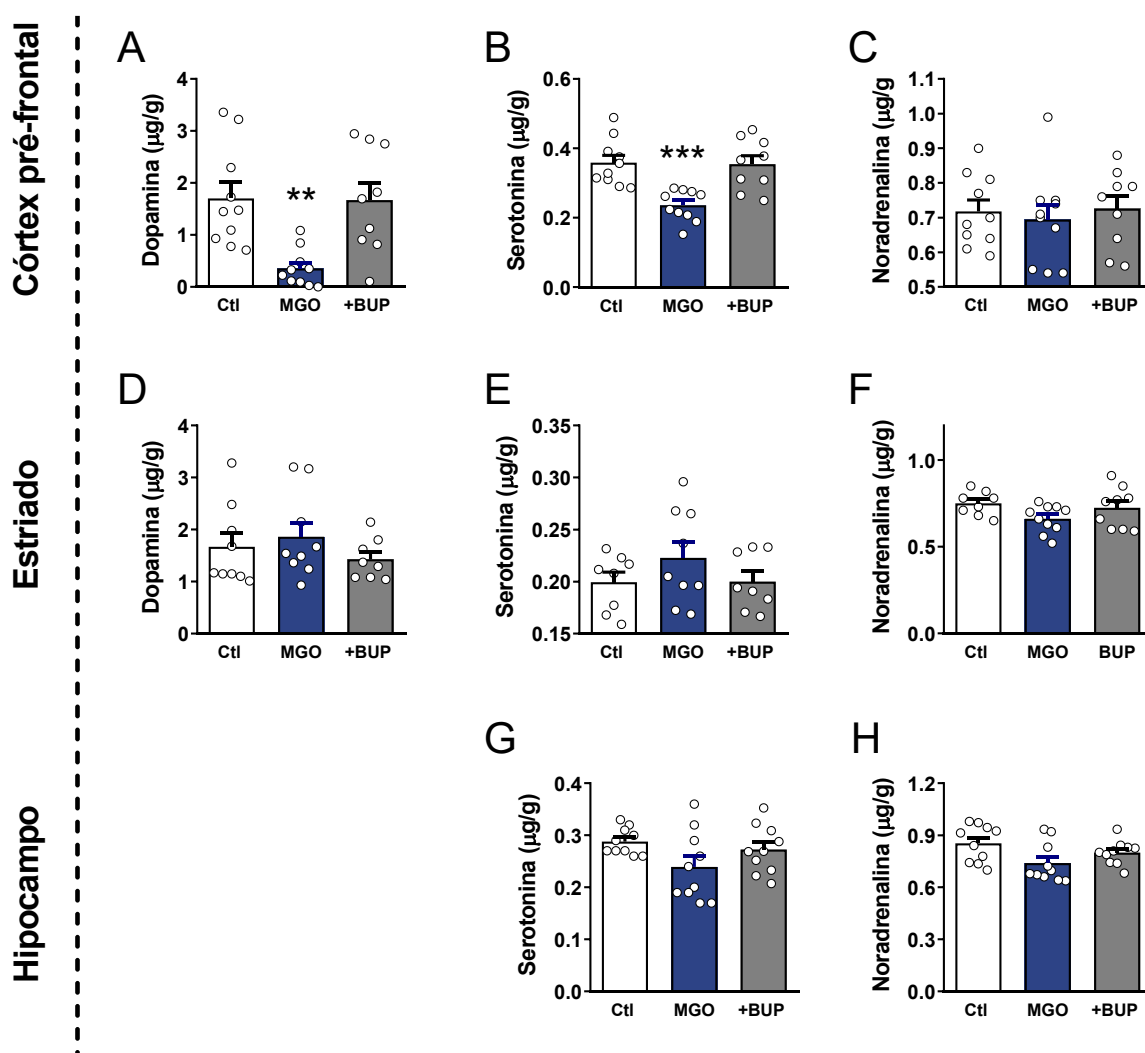 Córtex pré-frontal
A
Dopamina (µg/g)
4
3
2
1
0
**
Ctl MGO +BUP
B
Serotonina (µg/g)
0.6
0.4
0.2
0.0
***
Ctl MGO +BUP
C
Noradrenalina (µg/g
1.1
1.0
0.9
0.8
0.7
0.6
0.5
Ctl MGO +BUP
Estriado
D
Dopamina (µg/g)
4
3
2
1
0
Ctl MGO +BUP
E
Serotonina (µg/g)
0.35
0.30
0.25
0.20
0.15
Ctl MGO +BUP
F
Noradrenalina (µg/g)
1.0
0.5
0.0
Ctl MGO BUP
Hipocampo
G
Serotonina (µg/g)
0.4
0.3
0.2
0.1
0.0
Ctl MGO +BUP
H
Noradrenalina (µg/g)
1.2
0.9
0.6
0.3
0.0
Ctl MGO +BUP